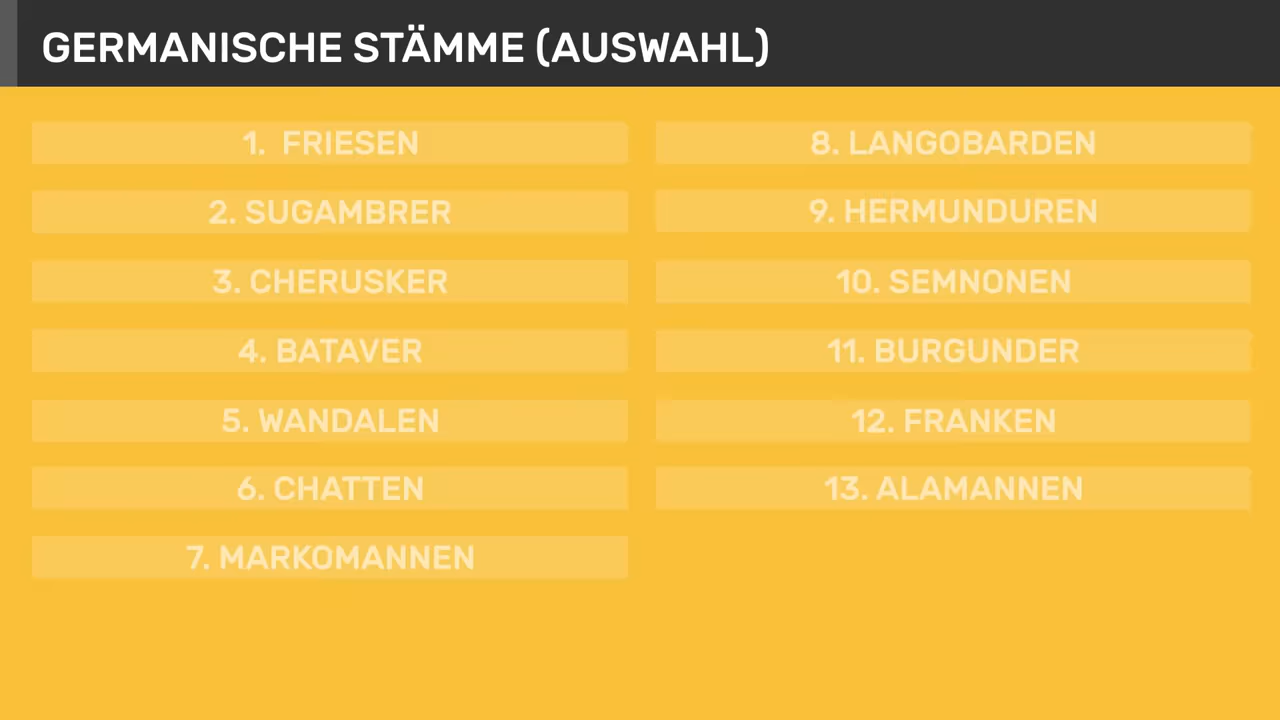 GERMANISCHE STÄMME (AUSWAHL)
1. FRIESEN
2. SUGAMBRER
3. CHERUSKER
4. BATAVER
5. WANDALEN
6. CHATTEN
7. MARKOMANNEN
8. LANGOBARDEN
9. HERMUNDUREN
10. SEMNONEN
11. BURGUNDER
12. FRANKEN
13. ALAMANNEN